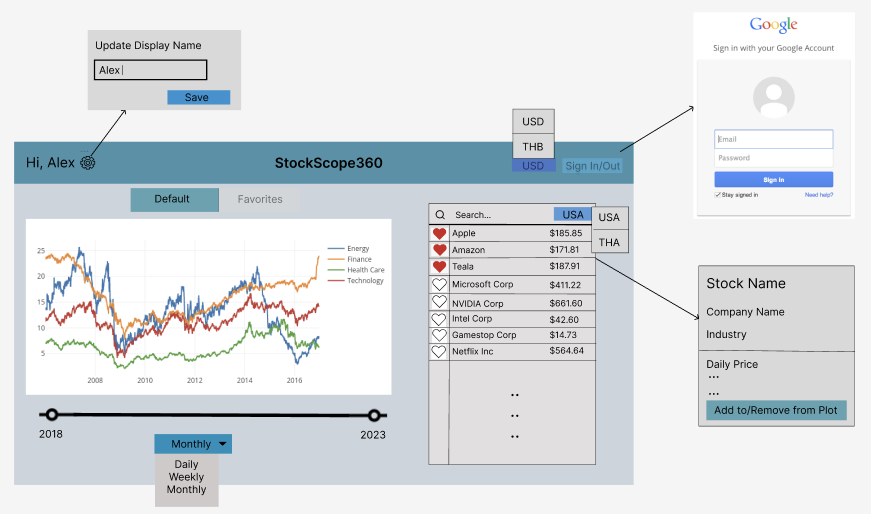 Update Display Name
Alex
Save
Google
Sign in with your Google Account
Email
Password
Sign in
Stay signed in
Need help?
USD
THB
USD
Hi, Alex
StockScope360
Sign In/Out
Default
Favorites
Energy
Finance
Health Care
Technology
25
20
15
10
5
2008
2010
2012
2014
2016
2018
2023
Monthly
Daily
Weekly
Monthly
Search...
USA
USA
THA
Apple $185.85
Amazon $171.81
Teala $187.91
Microsoft Corp $411.22
NVIDIA Corp $661.60
Intel Corp $42.60
Gamestop Corp $14.73
Netflix Inc $564.64
..
..
..
Stock Name
Company Name
Industry
Daily Price
...
...
Add to/Remove from Plot